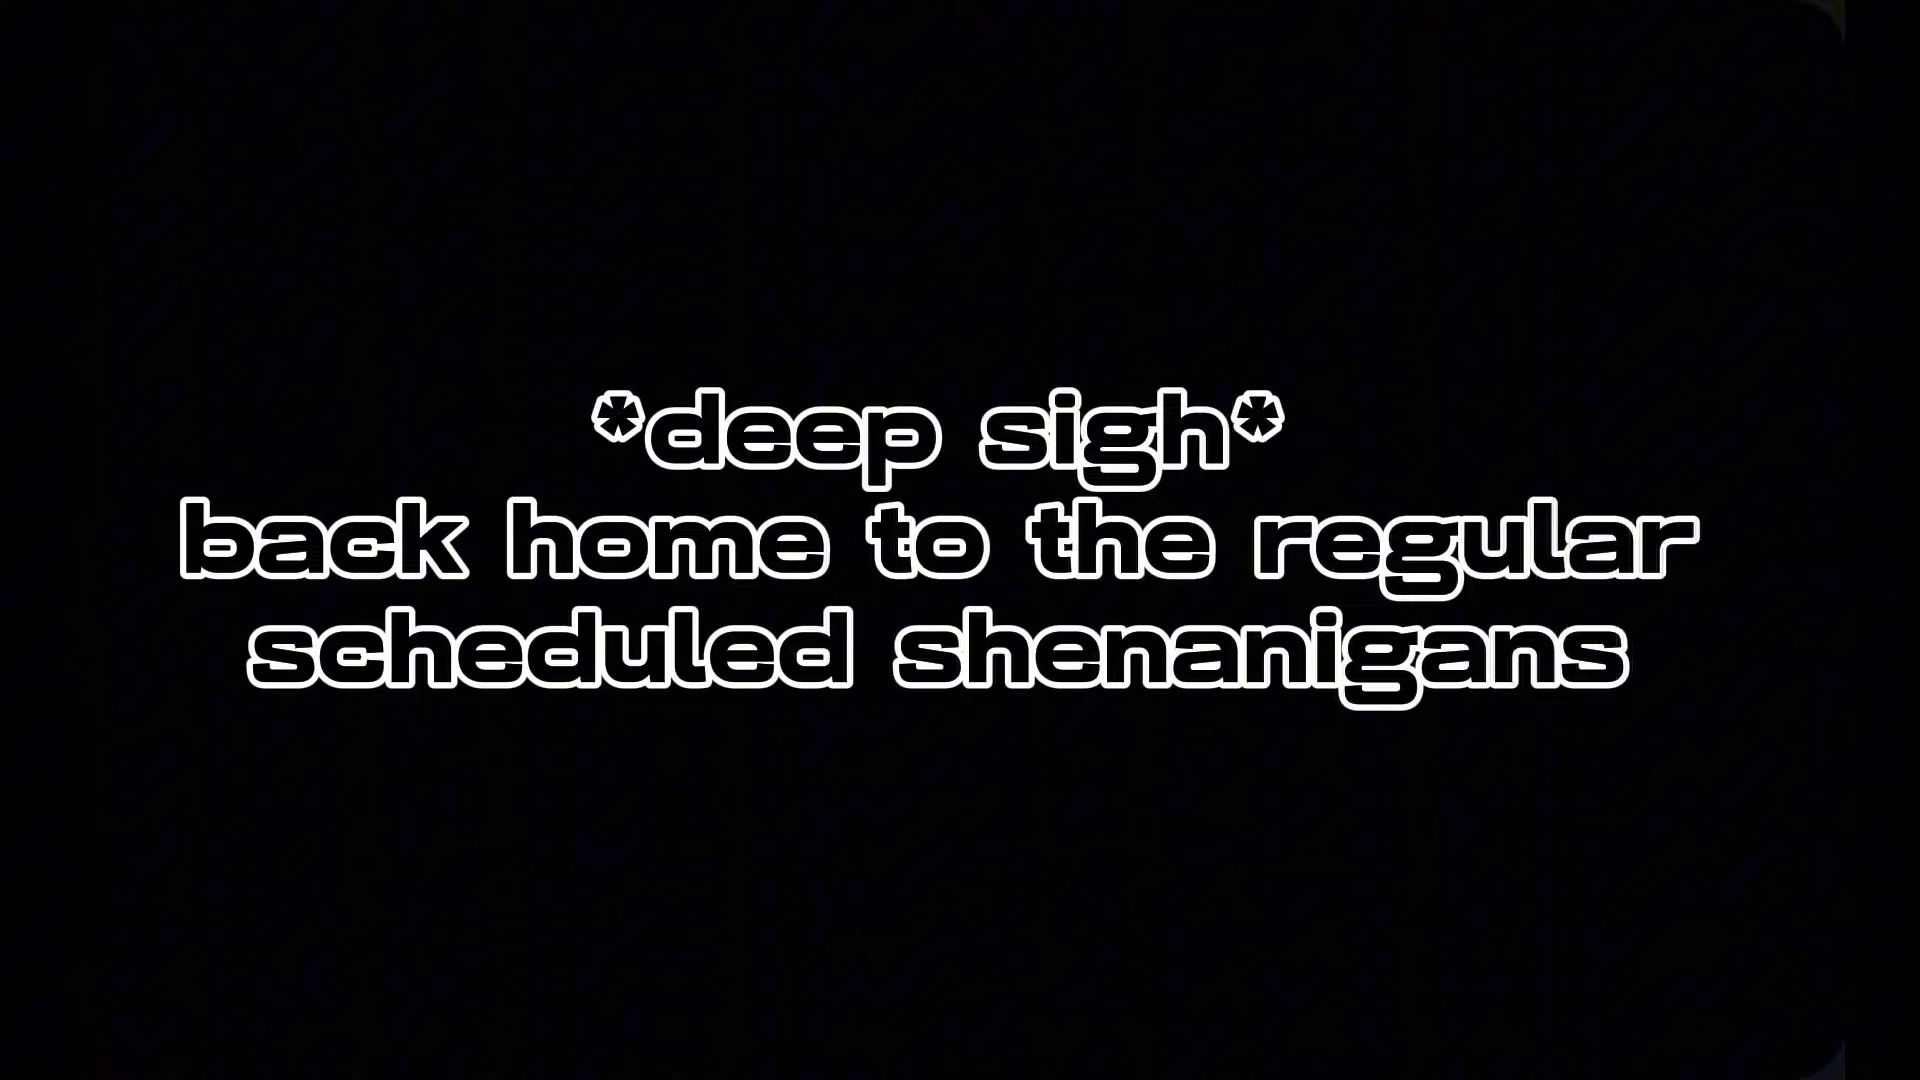 *deep sigh*
back home to the regular
scheduled shenanigans